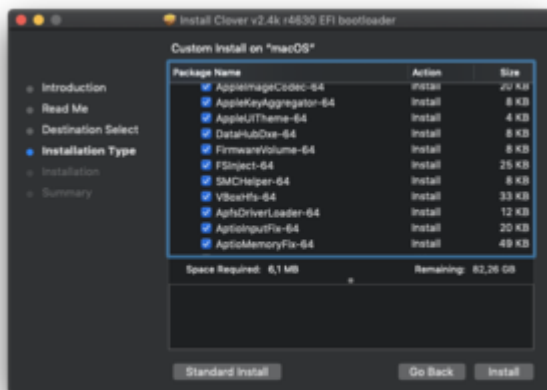 Install Clover v2.4k r4630 EFI bootloader
Custom Install on "macOS"
Introduction
Read Me
Destination Select
Installation Type
Installation
Summary
Package Name Action Size
AppleImageCodec-64 Install 20 KB
AppleKeyAggregator-64 Install 8 KB
AppleUITheme-64 Install 4 KB
DataHubDxe-64 Install 8 KB
FirmwareVolume-64 Install 8 KB
FSInject-64 Install 25 KB
SMCHelper-64 Install 8 KB
VBoxHfs-64 Install 33 KB
ApfsDriverLoader-64 Install 12 KB
AptioInputFix-64 Install 20 KB
AptioMemoryFix-64 Install 49 KB
Space Required: 6,1 MB Remaining: 82,26 GB
Standard Install Go Back Install